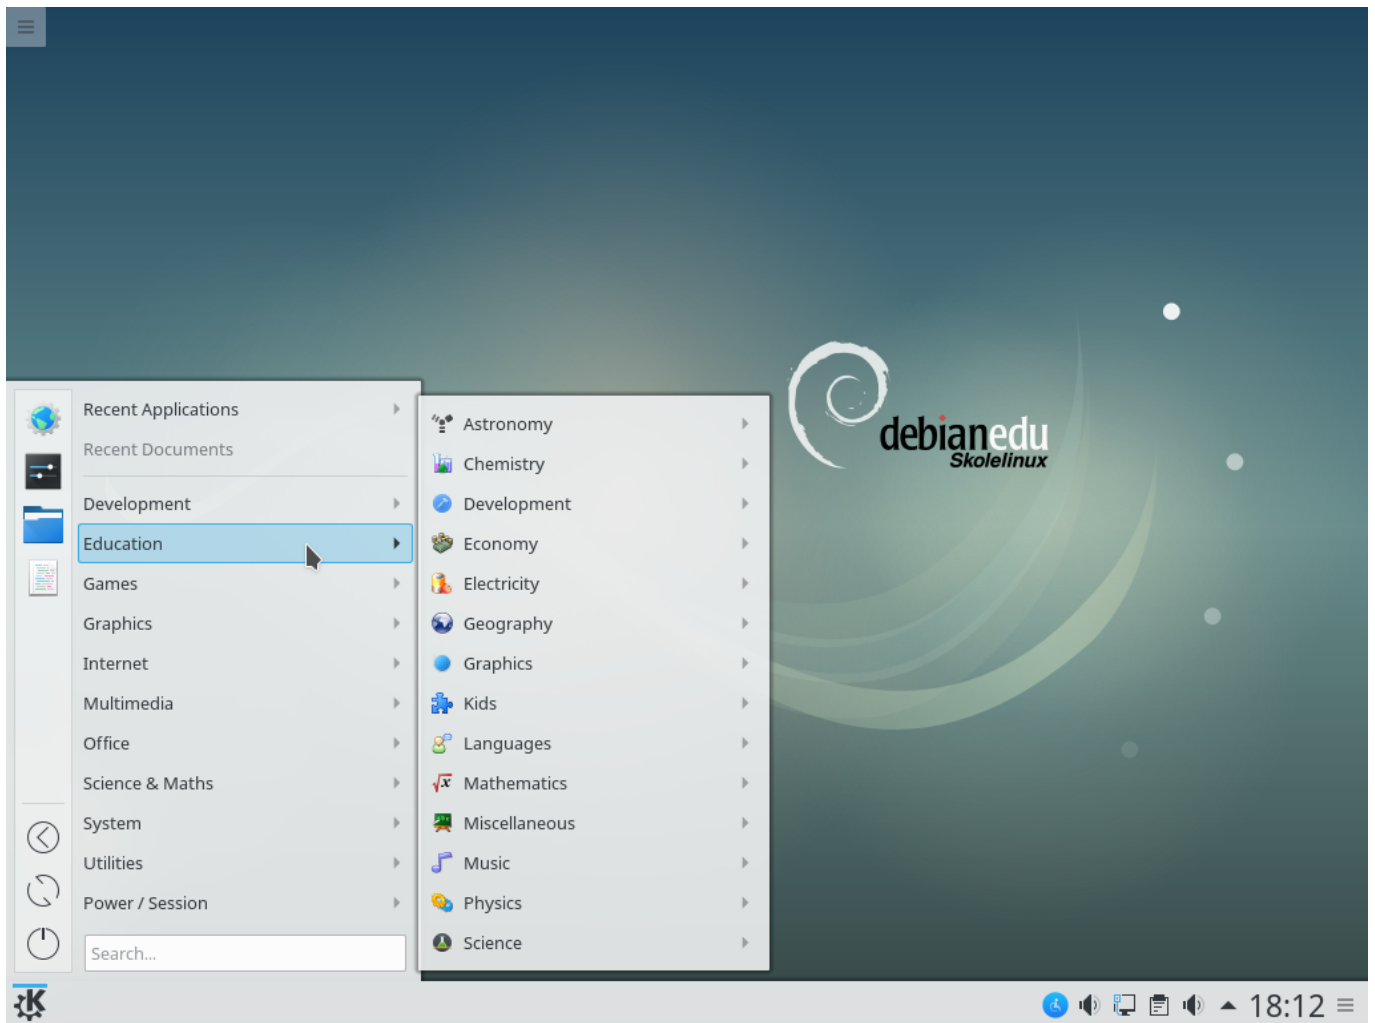 debianedu
Skolelinux
Recent Applications
Recent Documents
Development
Education
Games
Graphics
Internet
Multimedia
Office
Science & Maths
System
Utilities
Power / Session
Search...
Astronomy
Chemistry
Development
Economy
Electricity
Geography
Graphics
Kids
Languages
Mathematics
Miscellaneous
Music
Physics
Science
18:12